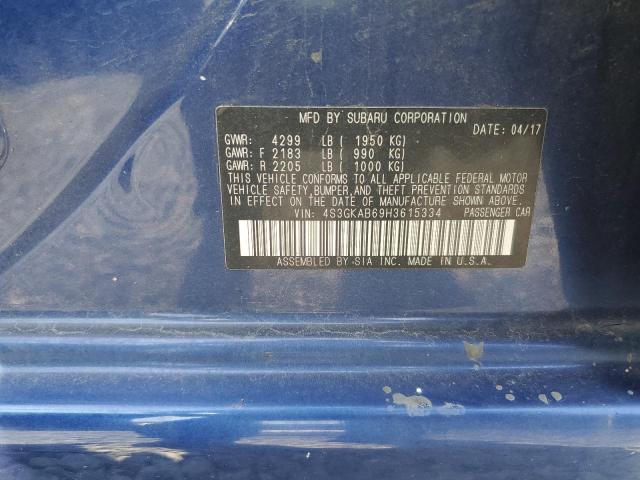 MFD BY SUBARU CORPORATION
DATE: 04/17
GVWR: 4299 LB ( 1950 KG)
GAWR: F 2183 LB ( 990 KG)
GAWR: R 2205 LB ( 1000 KG)
THIS VEHICLE CONFORMS TO ALL APPLICABLE FEDERAL MOTOR
VEHICLE SAFETY, BUMPER, AND THEFT PREVENTION STANDARDS
IN EFFECT ON THE DATE OF MANUFACTURE SHOWN ABOVE.
VIN: 4S3GKAB69H3615334 PASSENGER CAR
ASSEMBLED BY SIA INC. MADE IN U.S.A.